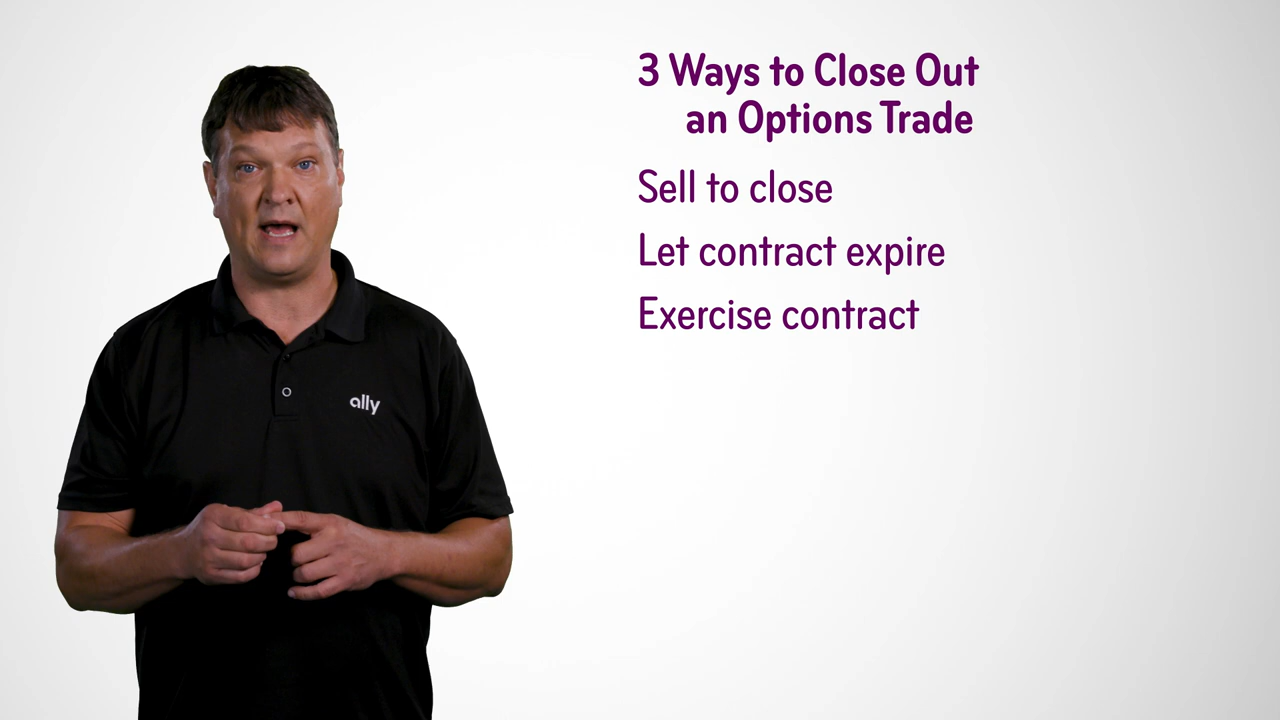 3 Ways to Close Out
an Options Trade
Sell to close
Let contract expire
Exercise contract
ally